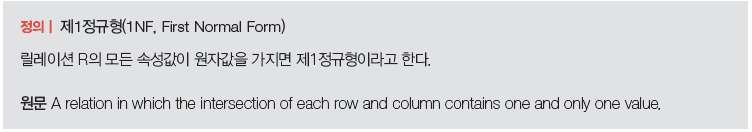 정의 | 제1정규형(1NF, First Normal Form)
릴레이션 R의 모든 속성값이 원자값을 가지면 제1정규형이라고 한다.
원문 A relation in which the intersection of each row and column contains one and only one value.